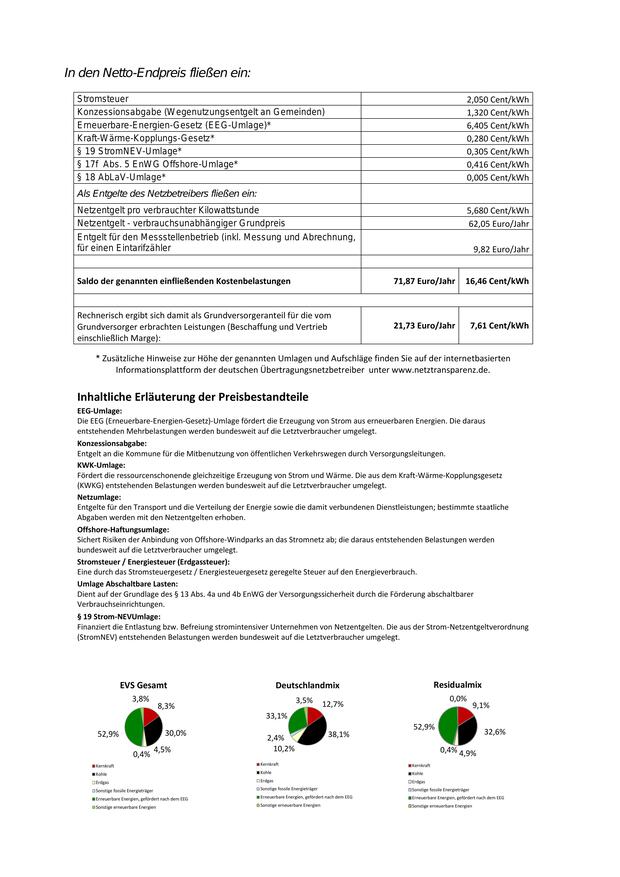 In den Netto-Endpreis fließen ein:
Stromsteuer 2,050 Cent/kWh
Konzessionsabgabe (Wegenutzungsentgelt an Gemeinden) 1,320 Cent/kWh
Erneuerbare-Energien-Gesetz (EEG-Umlage)* 6,405 Cent/kWh
Kraft-Wärme-Kopplungs-Gesetz* 0,280 Cent/kWh
§ 19 StromNEV-Umlage* 0,305 Cent/kWh
§ 17f Abs. 5 EnWG Offshore-Umlage* 0,416 Cent/kWh
§ 18 AbLaV-Umlage* 0,005 Cent/kWh
Als Entgelte des Netzbetreibers fließen ein:
Netzentgelt pro verbrauchter Kilowattstunde 5,680 Cent/kWh
Netzentgelt - verbrauchsunabhängiger Grundpreis 62,05 Euro/Jahr
Entgelt für den Messstellenbetrieb (inkl. Messung und Abrechnung,
für einen Eintarifzähler 9,82 Euro/Jahr
Saldo der genannten einfließenden Kostenbelastungen 71,87 Euro/Jahr 16,46 Cent/kWh
Rechnerisch ergibt sich damit als Grundversorgeranteil für die vom
Grundversorger erbrachten Leistungen (Beschaffung und Vertrieb 21,73 Euro/Jahr 7,61 Cent/kWh
einschließlich Marge):
* Zusätzliche Hinweise zur Höhe der genannten Umlagen und Aufschläge finden Sie auf der internetbasierten
Informationsplattform der deutschen Übertragungsnetzbetreiber unter www.netztransparenz.de.
Inhaltliche Erläuterung der Preisbestandteile
EEG-Umlage:
Die EEG (Erneuerbare-Energien-Gesetz)-Umlage fördert die Erzeugung von Strom aus erneuerbaren Energien. Die daraus
entstehenden Mehrbelastungen werden bundesweit auf die Letztverbraucher umgelegt.
Konzessionsabgabe:
Entgelt an die Kommune für die Mitbenutzung von öffentlichen Verkehrswegen durch Versorgungsleitungen.
KWK-Umlage:
Fördert die ressourcenschonende gleichzeitige Erzeugung von Strom und Wärme. Die aus dem Kraft-Wärme-Kopplungsgesetz
(KWKG) entstehenden Belastungen werden bundesweit auf die Letztverbraucher umgelegt.
Netzumlage:
Entgelte für den Transport und die Verteilung der Energie sowie die damit verbundenen Dienstleistungen; bestimmte staatliche
Abgaben werden mit den Netzentgelten erhoben.
Offshore-Haftungsumlage:
Sichert Risiken der Anbindung von Offshore-Windparks an das Stromnetz ab; die daraus entstehenden Belastungen werden
bundesweit auf die Letztverbraucher umgelegt.
Stromsteuer / Energiesteuer (Erdgassteuer):
Eine durch das Stromsteuergesetz / Energiesteuergesetz geregelte Steuer auf den Energieverbrauch.
Umlage Abschaltbare Lasten:
Dient auf der Grundlage des § 13 Abs. 4a und 4b EnWG der Versorgungssicherheit durch die Förderung abschaltbarer
Verbrauchseinrichtungen.
§ 19 Strom-NEVUmlage:
Finanziert die Entlastung bzw. Befreiung stromintensiver Unternehmen von Netzentgelten. Die aus der Strom-Netzentgeltverordnung
(StromNEV) entstehenden Belastungen werden bundesweit auf die Letztverbraucher umgelegt.
EVS Gesamt
3,8%
8,3%
52,9%
30,0%
4,5%
0,4%
Kernkraft
Kohle
Erdgas
Sonstige fossile Energieträger
Erneuerbare Energien, gefördert nach dem EEG
Sonstige erneuerbare Energien
Deutschlandmix
3,5%
12,7%
33,1%
38,1%
2,4%
10,2%
Kernkraft
Kohle
Erdgas
Sonstige fossile Energieträger
Erneuerbare Energien, gefördert nach dem EEG
Sonstige erneuerbare Energien
Residualmix
0,0%
9,1%
52,9%
32,6%
0,4%
4,9%
Kernkraft
Kohle
Erdgas
Sonstige fossile Energieträger
Erneuerbare Energien, gefördert nach dem EEG
Sonstige erneuerbare Energien